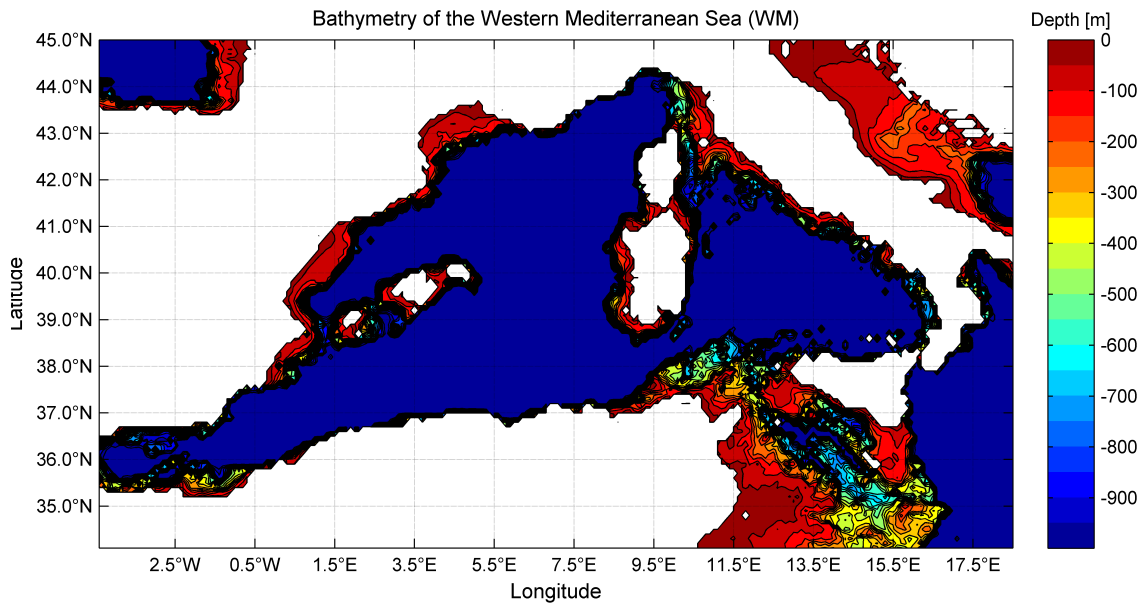 Bathymetry of the Western Mediterranean Sea (WM)
Depth [m]
45.0°N
44.0°N
43.0°N
42.0°N
41.0°N
40.0°N
39.0°N
38.0°N
37.0°N
36.0°N
35.0°N
Latitude
2.5°W 0.5°W 1.5°E 3.5°E 5.5°E 7.5°E 9.5°E 11.5°E 13.5°E 15.5°E 17.5°E
Longitude
0
-100
-200
-300
-400
-500
-600
-700
-800
-900